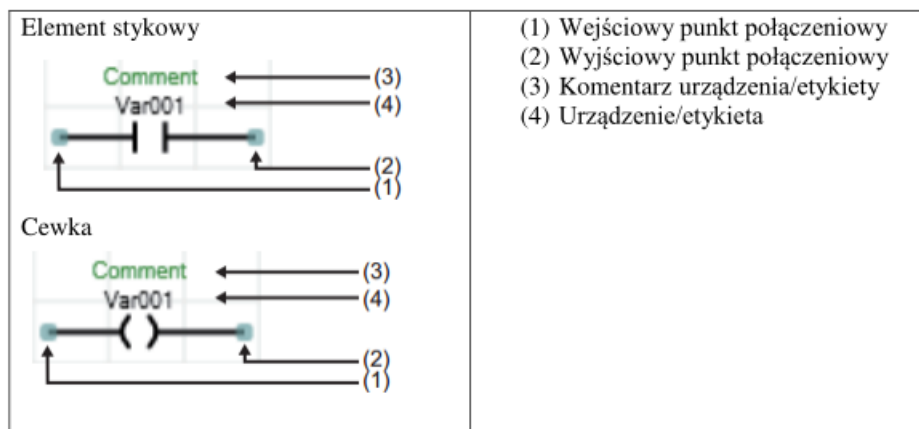 Element stykowy
Comment
(3)
Var001
(4)
(2)
(1)
Cewka
Comment
(3)
Var001
(4)
(2)
(1)
(1) Wejściowy punkt połączeniowy
(2) Wyjściowy punkt połączeniowy
(3) Komentarz urządzenia/etykiety
(4) Urządzenie/etykieta